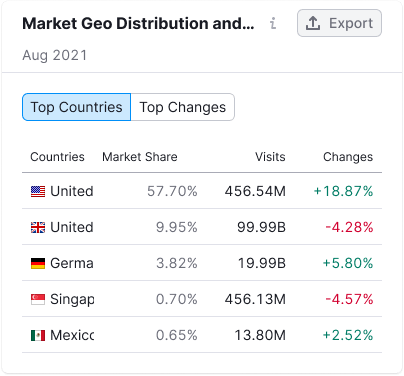 Market Geo Distribution and... i Export
Aug 2021
Top Countries Top Changes
Countries Market Share Visits Changes
United 57.70% 456.54M +18.87%
United 9.95% 99.99B -4.28%
Germa 3.82% 19.99B +5.80%
Singap 0.70% 456.13M -4.57%
Mexico 0.65% 13.80M +2.52%